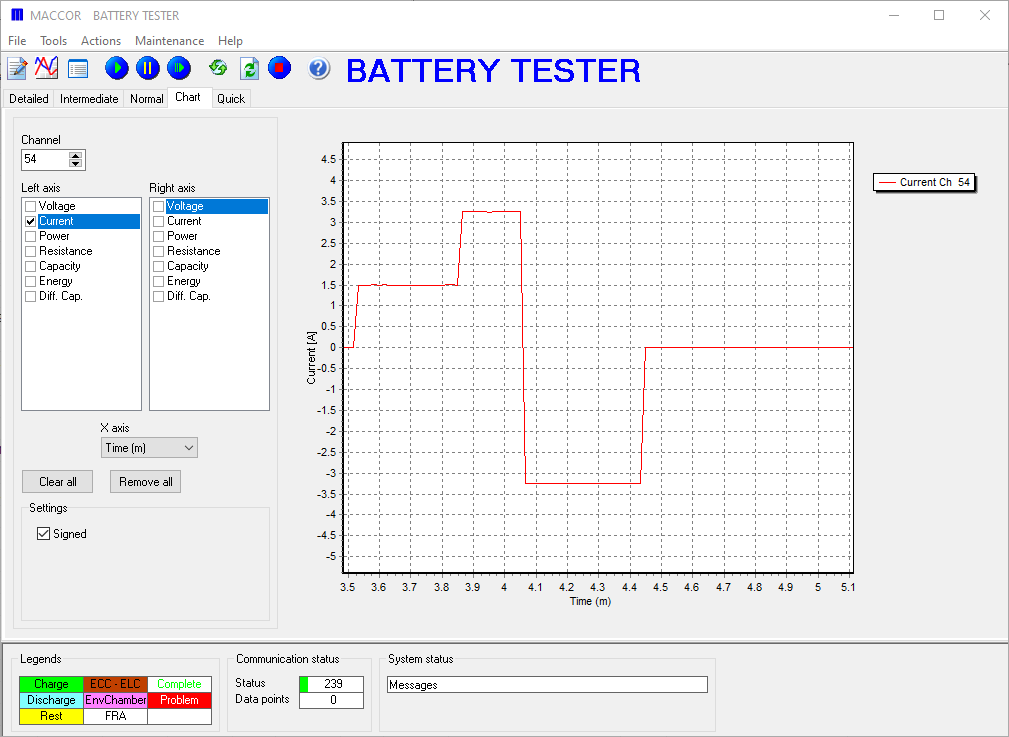 MACCOR BATTERY TESTER
File Tools Actions Maintenance Help
BATTERY TESTER
Detailed Intermediate Normal Chart Quick
Channel
54
Left axis Right axis
Voltage Voltage
Current Current
Power Power
Resistance Resistance
Capacity Capacity
Energy Energy
Diff. Cap. Diff. Cap.
X axis
Time (m)
Clear all Remove all
Settings
Signed
Current [A]
4.5
4
3.5
3
2.5
2
1.5
1
0.5
0
-0.5
-1
-1.5
-2
-2.5
-3
-3.5
-4
-4.5
-5
3.5 3.6 3.7 3.8 3.9 4 4.1 4.2 4.3 4.4 4.5 4.6 4.7 4.8 4.9 5 5.1
Time (m)
Current Ch 54
Legends
Charge ECC - ELC Complete
Discharge EnvChamber Problem
Rest FRA
Communication status
Status 239
Data points 0
System status
Messages